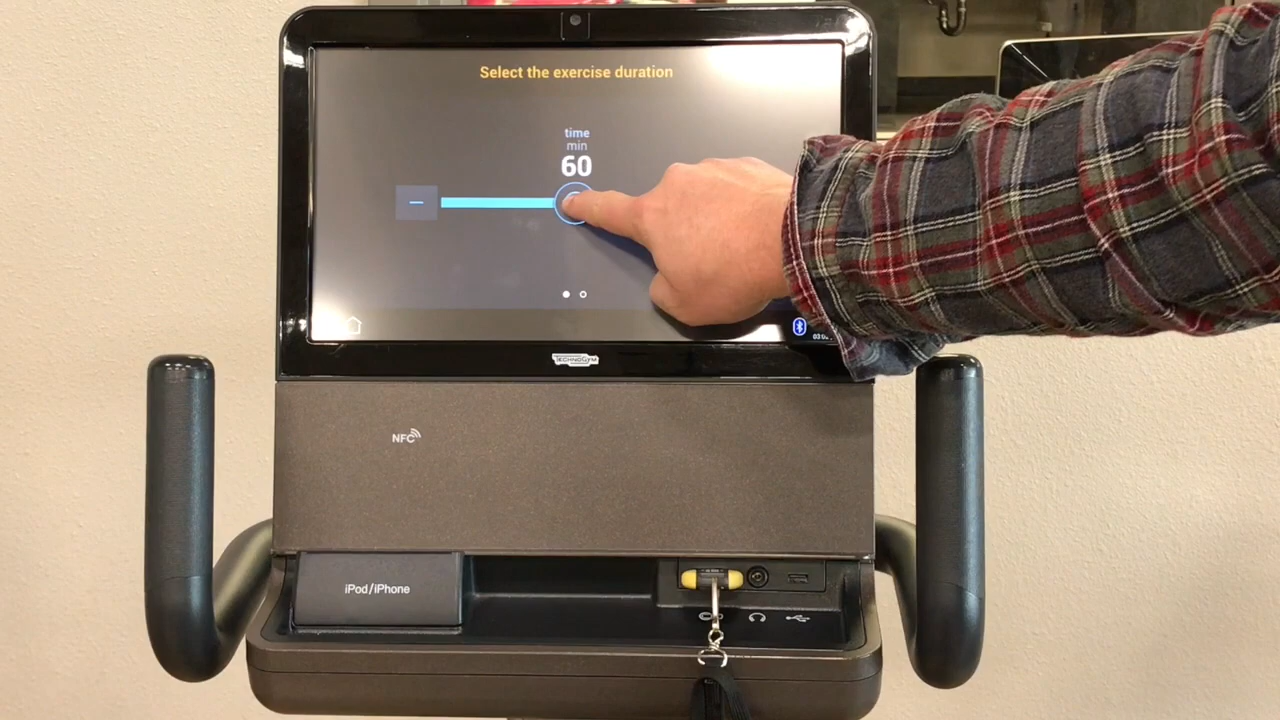 Select the exercise duration
time
min
60
TECHNOGYM
NFC
iPod/iPhone